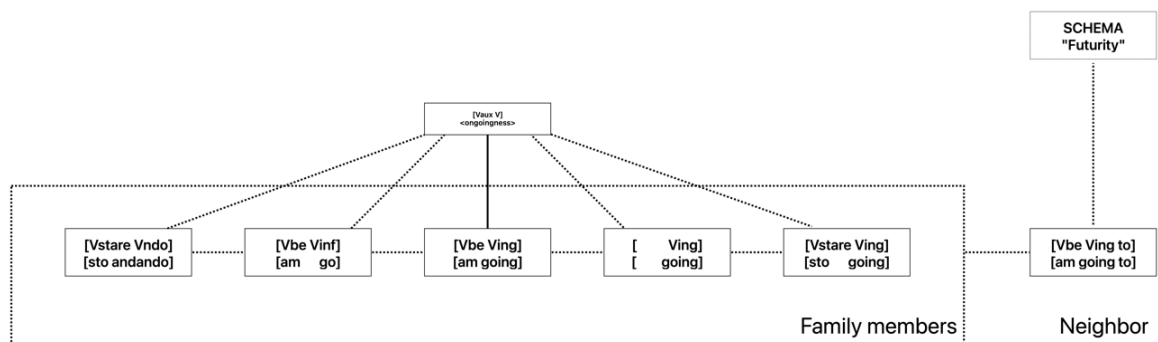 SCHEMA
"Futurity"
[Vaux V]
<ongoingness>
[Vstare Vndo]
[sto andando]
[Vbe Vinf]
[am go]
[Vbe Ving]
[am going]
[ Ving]
[ going]
[Vstare Ving]
[sto going]
[Vbe Ving to]
[am going to]
Family members
Neighbor